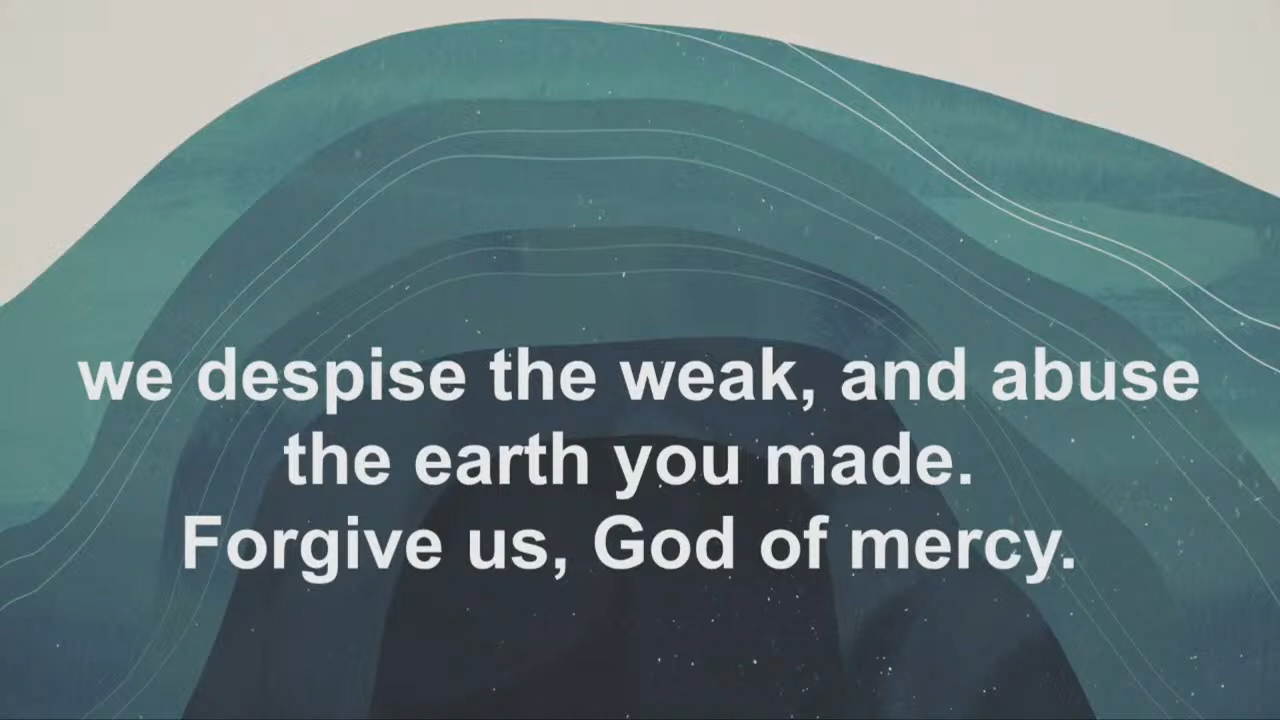 we despise the weak, and abuse
the earth you made.
Forgive us, God of mercy.